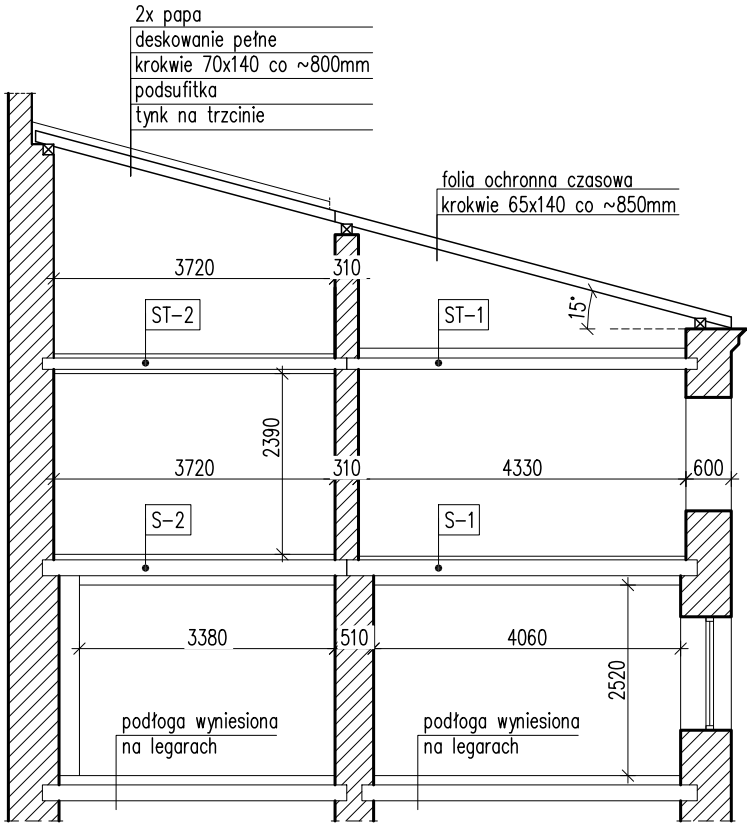 2x papa
deskowanie pełne
krokwie 70x140 co ~800mm
podsufitka
tynk na trzcinie
folia ochronna czasowa
krokwie 65x140 co ~850mm
3720
310
15°
ST-2
ST-1
2390
3720
310
4330
600
S-2
S-1
3380
510
4060
2520
podłoga wyniesiona
na legarach
podłoga wyniesiona
na legarach